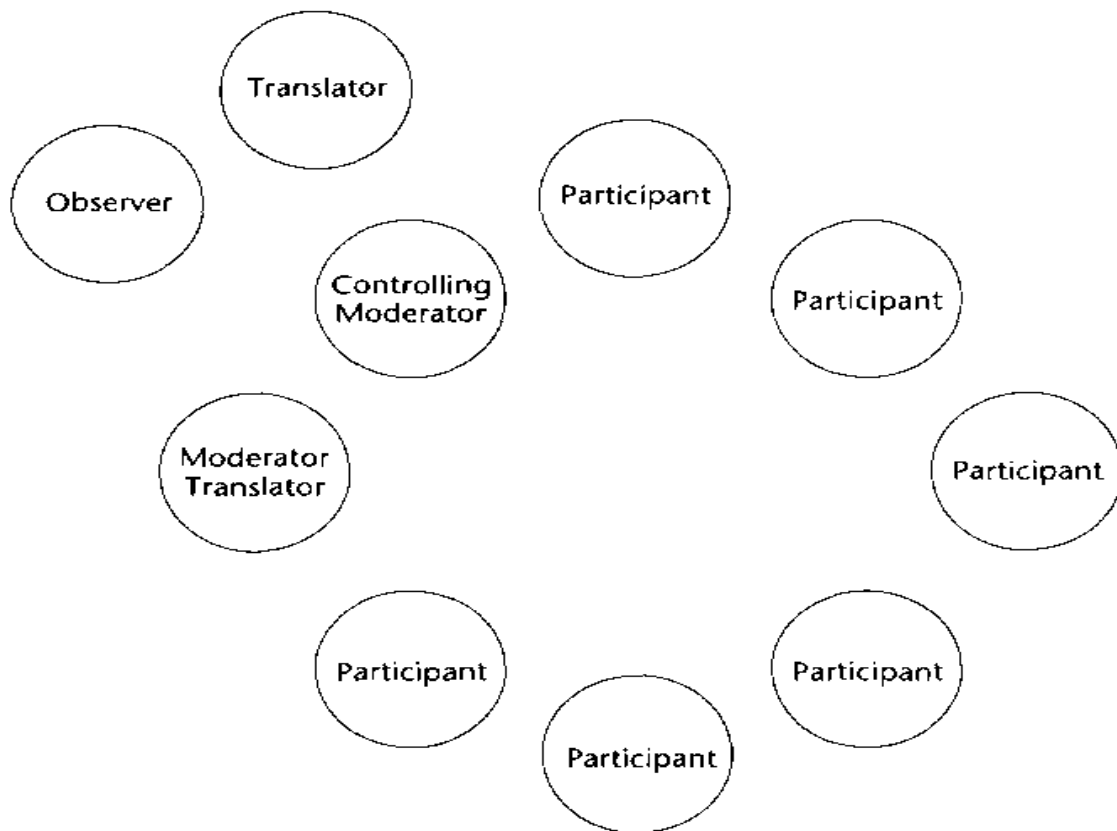 Translator
Participant
Observer
Controlling
Moderator
Participant
Moderator
Translator
Participant
Participant
Participant
Participant